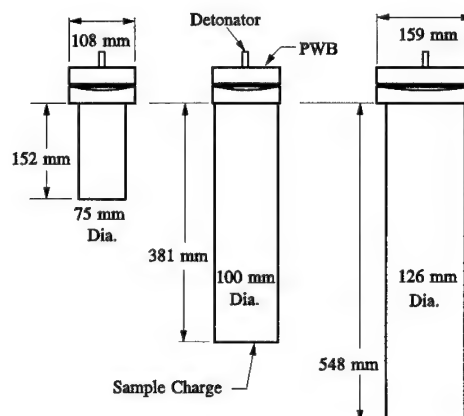 Detonator
108 mm
PWB
159 mm
152 mm
75 mm
Dia.
381 mm
100 mm
Dia.
126 mm
Dia.
548 mm
Sample Charge